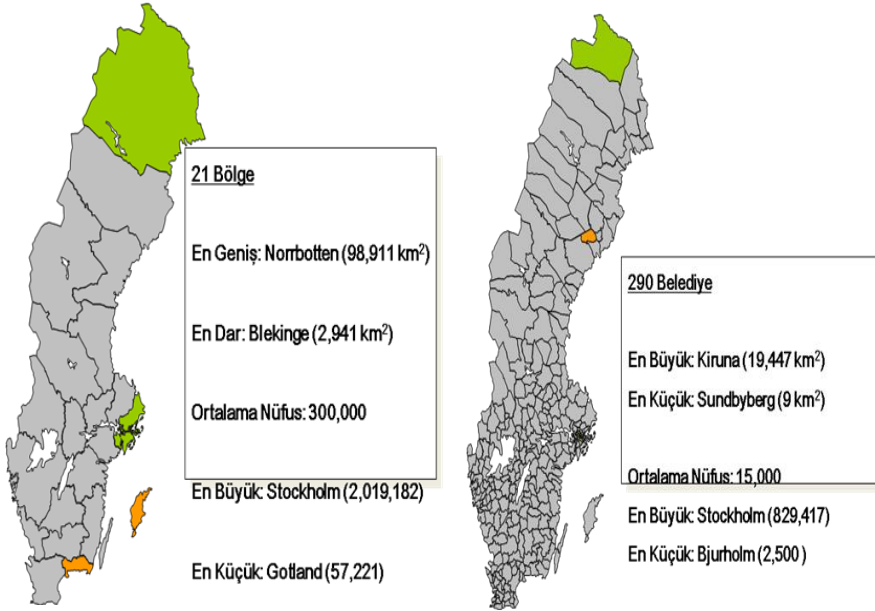 21 Bölge
En Geniş: Norrbotten (98,911 km²)
En Dar: Blekinge (2,941 km²)
Ortalama Nüfus: 300,000
En Büyük: Stockholm (2,019,182)
En Küçük: Gotland (57,221)
290 Belediye
En Büyük: Kiruna (19,447 km²)
En Küçük: Sundbyberg (9 km²)
Ortalama Nüfus: 15,000
En Büyük: Stockholm (829,417)
En Küçük: Bjurholm (2,500 )